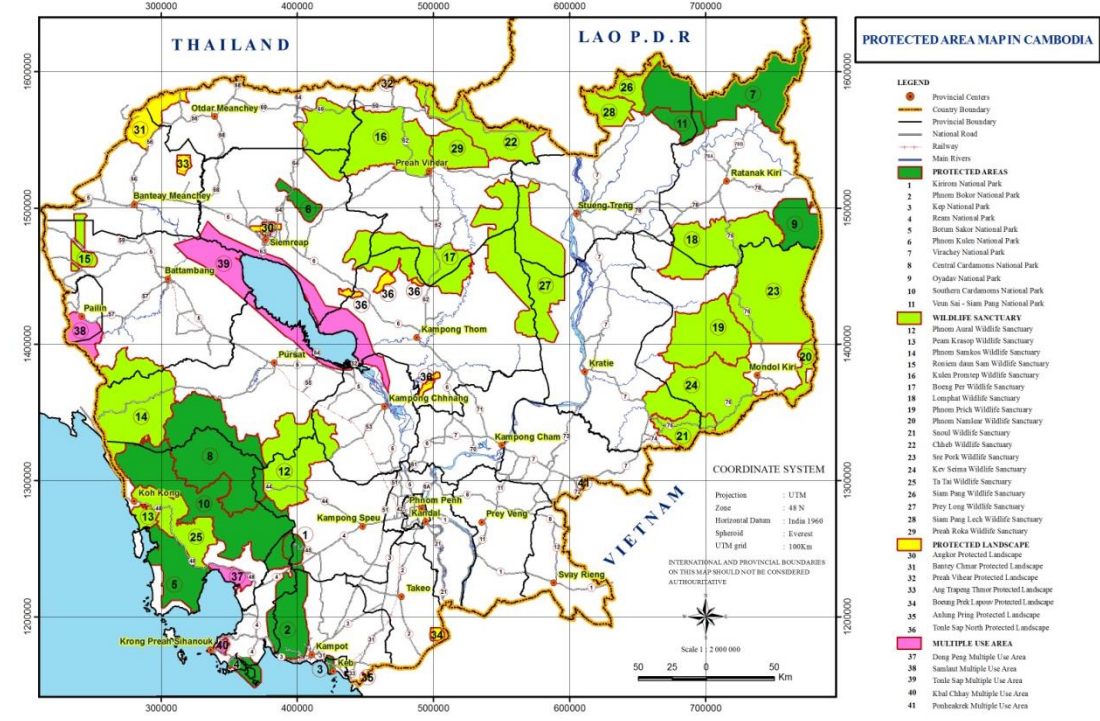 300000 400000 500000 600000 700000
THAILAND
LAO P.D.R
PROTECTED AREA MAP IN CAMBODIA
1600000
1500000
1400000
1300000
1200000
1600000
1500000
1400000
1300000
1200000
Otdar Meanchey
Preah Vihear
Ratanak Kiri
Banteay Meanchey
Stueng-Treng
Siemreap
Battambang
Pailin
Kampong Thom
Pursat
Kratie
Mondol Kiri
Kampong Chhnang
Kampong Cham
Koh Kong
Phnom Penh
Kandal
Kampong Speu
Prey Veng
Svay Rieng
Takeo
Krong Preah Sihanouk
Kampot
Keb
VIETNAM
COORDINATE SYSTEM
Projection : UTM
Zone : 48 N
Horizontal Datum : India 1960
Spheroid : Everest
UTM grid : 100Km
INTERNATIONAL AND PROVINCIAL BOUNDARIES
ON THIS MAP SHOULD NOT BE CONSIDERED
AUTHOURITATIVE
Scale 1 : 2 000 000
50 25 0 50
Km
300000 400000 500000 600000 700000
LEGEND
Provincial Centers
Country Boundary
Provincial Boundary
National Road
Railway
Main Rivers
PROTECTED AREAS
1 Kirirom National Park
2 Phnom Bokor National Park
3 Kep National Park
4 Ream National Park
5 Botum Sakor National Park
6 Phnom Kulen National Park
7 Virachey National Park
8 Central Cardamoms National Park
9 Oyadav National Park
10 Southern Cardamoms National Park
11 Veun Sai - Siam Pang National Park
WILDLIFE SANCTUARY
12 Phnom Aural Wildlife Sanctuary
13 Peam Krasop Wildlife Sanctuary
14 Phnom Samkos Wildlife Sanctuary
15 Roniem daun Sam Wildlife Sanctuary
16 Kulen Promtep Wildlife Sanctuary
17 Boeng Per Wildlife Sanctuary
18 Lomphat Wildlife Sanctuary
19 Phnom Prich Wildlife Sanctuary
20 Phnom Namlear Wildlife Sanctuary
21 Snoul Wildlife Sanctuary
22 Chheb Wildlife Sanctuary
23 Sre Pork Wildlife Sanctuary
24 Kev Seima Wildlife Sanctuary
25 Ta Tai Wildlife Sanctuary
26 Siam Pang Wildlife Sanctuary
27 Prey Long Wildlife Sanctuary
28 Siam Pang Lech Wildlife Sanctuary
29 Preah Roka Wildlife Sanctuary
PROTECTED LANDSCAPE
30 Angkor Protected Landscape
31 Bantey Chmar Protected Landscape
32 Preah Vihear Protected Landscape
33 Ang Trapeng Thmor Protected Landscape
34 Boeung Prek Lapouv Protected Landscape
35 Anlung Pring Protected Landscape
36 Tonle Sap North Protected Landscape
MULTIPLE USE AREA
37 Dong Peng Multiple Use Area
38 Samlaut Multiple Use Area
39 Tonle Sap Multiple Use Area
40 Kbal Chhay Multiple Use Area
41 Ponheakrek Multiple Use Area